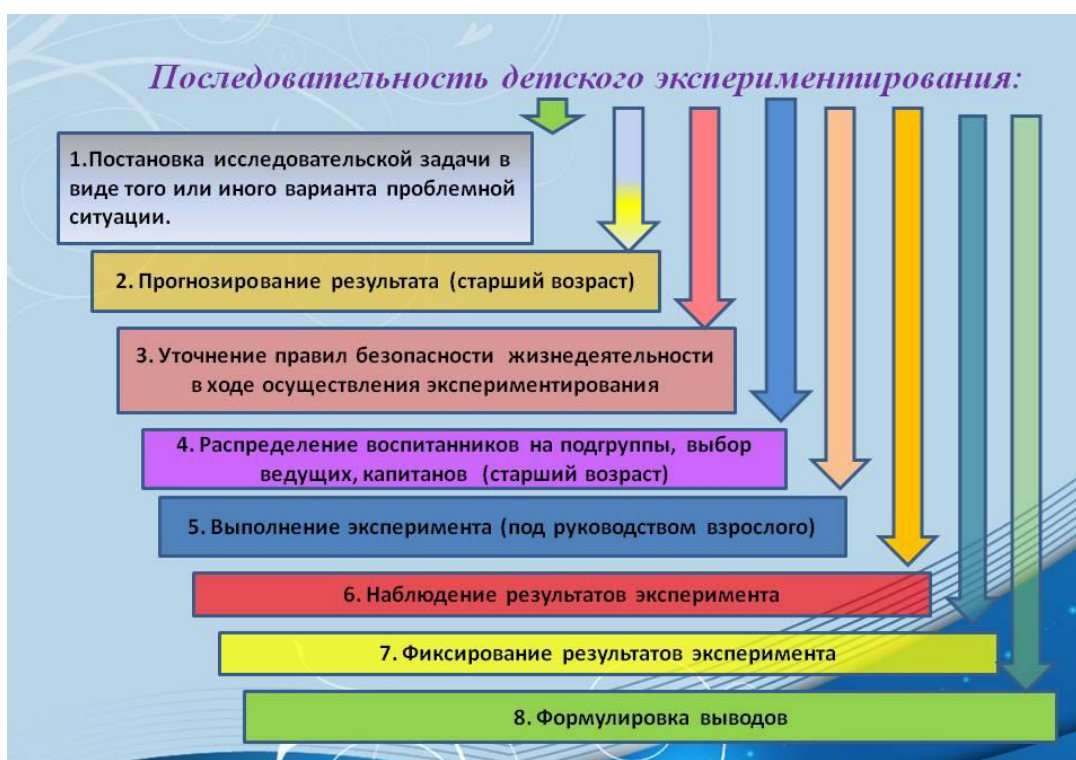 Последовательность детского экспериментирования:
1.Постановка исследовательской задачи в
виде того или иного варианта проблемной
ситуации.
2. Прогнозирование результата (старший возраст)
3. Уточнение правил безопасности жизнедеятельности
в ходе осуществления экспериментирования
4. Распределение воспитанников на подгруппы, выбор
ведущих, капитанов (старший возраст)
5. Выполнение эксперимента (под руководством взрослого)
6. Наблюдение результатов эксперимента
7. Фиксирование результатов эксперимента
8. Формулировка выводов